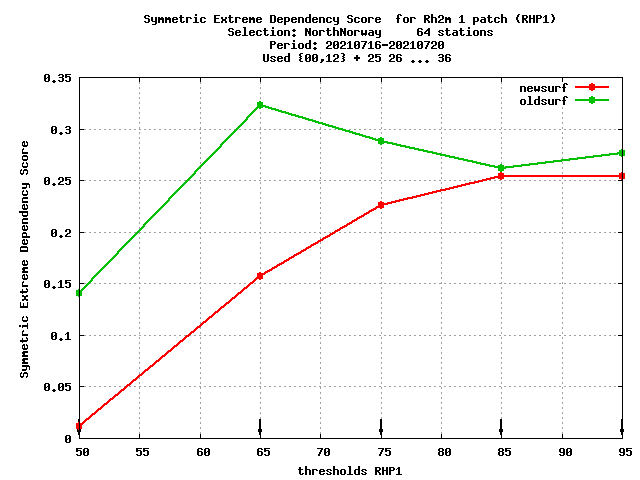 Symmetric Extreme Dependency Score  for Rh2m 1 patch (RHP1)
Selection: NorthNorway     64 stations
Period: 20210716-20210720
Used {00,12} + 25 26 ... 36
newsurf
oldsurf
Symmetric Extreme Dependency Score
0.35
0.3
0.25
0.2
0.15
0.1
0.05
0
50 55 60 65 70 75 80 85 90 95
thresholds RHP1